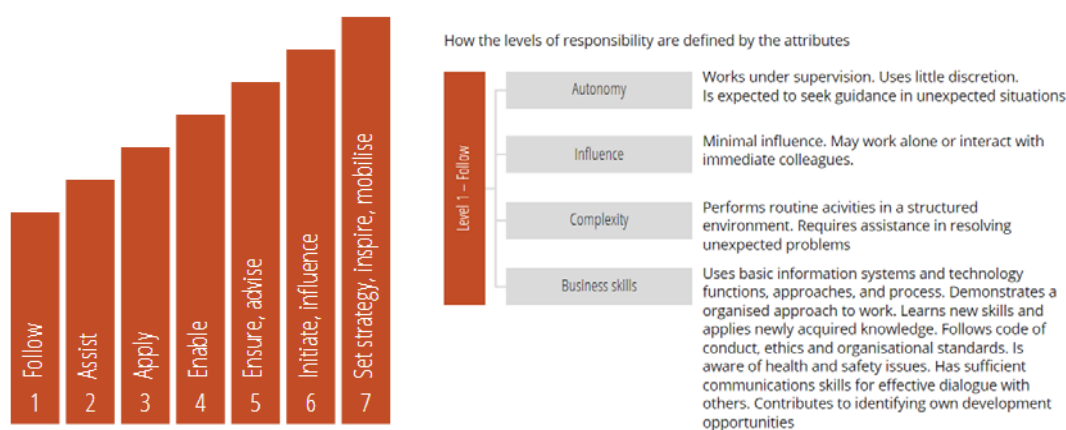 Follow
1
Assist
2
Apply
3
Enable
4
Ensure, advise
5
Initiate, influence
6
Set strategy, inspire, mobilise
7
How the levels of responsibility are defined by the attributes
Level 1 – Follow
Autonomy
Works under supervision. Uses little discretion.
Is expected to seek guidance in unexpected situations
Influence
Minimal influence. May work alone or interact with
immediate colleagues.
Complexity
Performs routine acivities in a structured
environment. Requires assistance in resolving
unexpected problems
Business skills
Uses basic information systems and technology
functions, approaches, and process. Demonstrates a
organised approach to work. Learns new skills and
applies newly acquired knowledge. Follows code of
conduct, ethics and organisational standards. Is
aware of health and safety issues. Has sufficient
communications skills for effective dialogue with
others. Contributes to identifying own development
opportunities